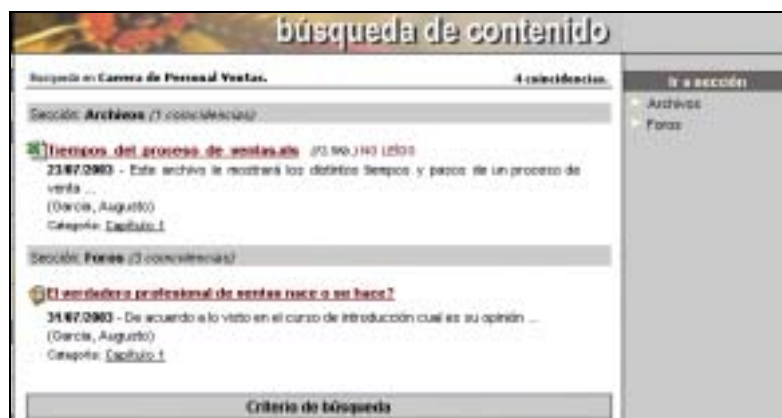 búsqueda de contenido
Búsqueda en Carrera de Personal Ventas.
4 coincidencias.
Ir a sección
Archivos
Foros
Sección: Archivos (1 coincidencias)
Tiempos del proceso de ventas.xls NO LEÍDO
23/07/2003 - Este archivo le mostrará los distintos tiempos y pasos de un proceso de
venta ...
(García, Augusto)
Categoría: Capítulo 1
Sección: Foros (3 coincidencias)
El verdadero profesional de ventas nace o se hace?
31/07/2003 - De acuerdo a lo visto en el curso de introducción cual es su opinión ...
(García, Augusto)
Categoría: Capítulo 1
Criterio de búsqueda